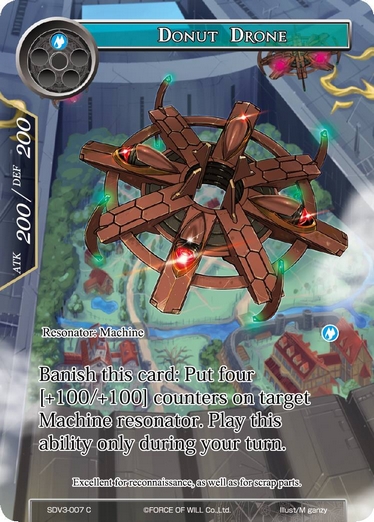 DONUT DRONE
ATK 200 / DEF 200
Resonator: Machine
Banish this card: Put four
[+100/+100] counters on target
Machine resonator. Play this
ability only during your turn.
Excellent for reconnaissance, as well as for scrap parts.
SDV3-007 C ©FORCE OF WILL Co.,Ltd. Illust/M ganzy